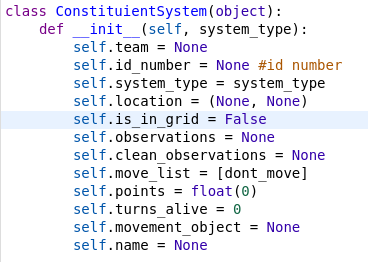 class ConstituientSystem(object):
    def __init__(self, system_type):
        self.team = None
        self.id_number = None #id number
        self.system_type = system_type
        self.location = (None, None)
        self.is_in_grid = False
        self.observations = None
        self.clean_observations = None
        self.move_list = [dont_move]
        self.points = float(0)
        self.turns_alive = 0
        self.movement_object = None
        self.name = None